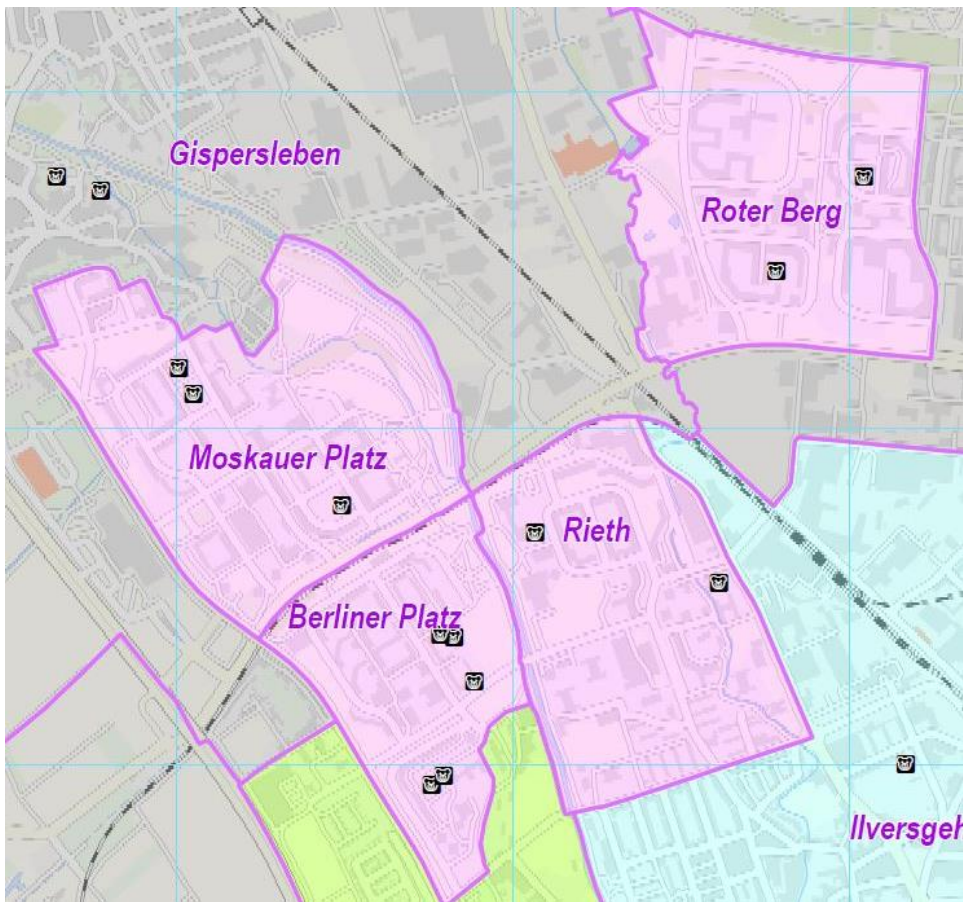 Gispersleben
Roter Berg
Moskauer Platz
Rieth
Berliner Platz
Ilversgeh